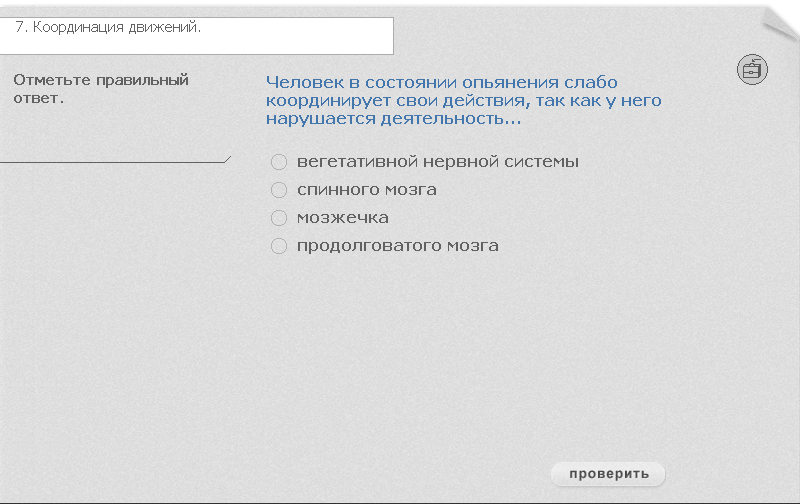 7. Координация движений.
Отметьте правильный
ответ.
Человек в состоянии опьянения слабо
координирует свои действия, так как у него
нарушается деятельность...
вегетативной нервной системы
спинного мозга
мозжечка
продолговатого мозга
проверить